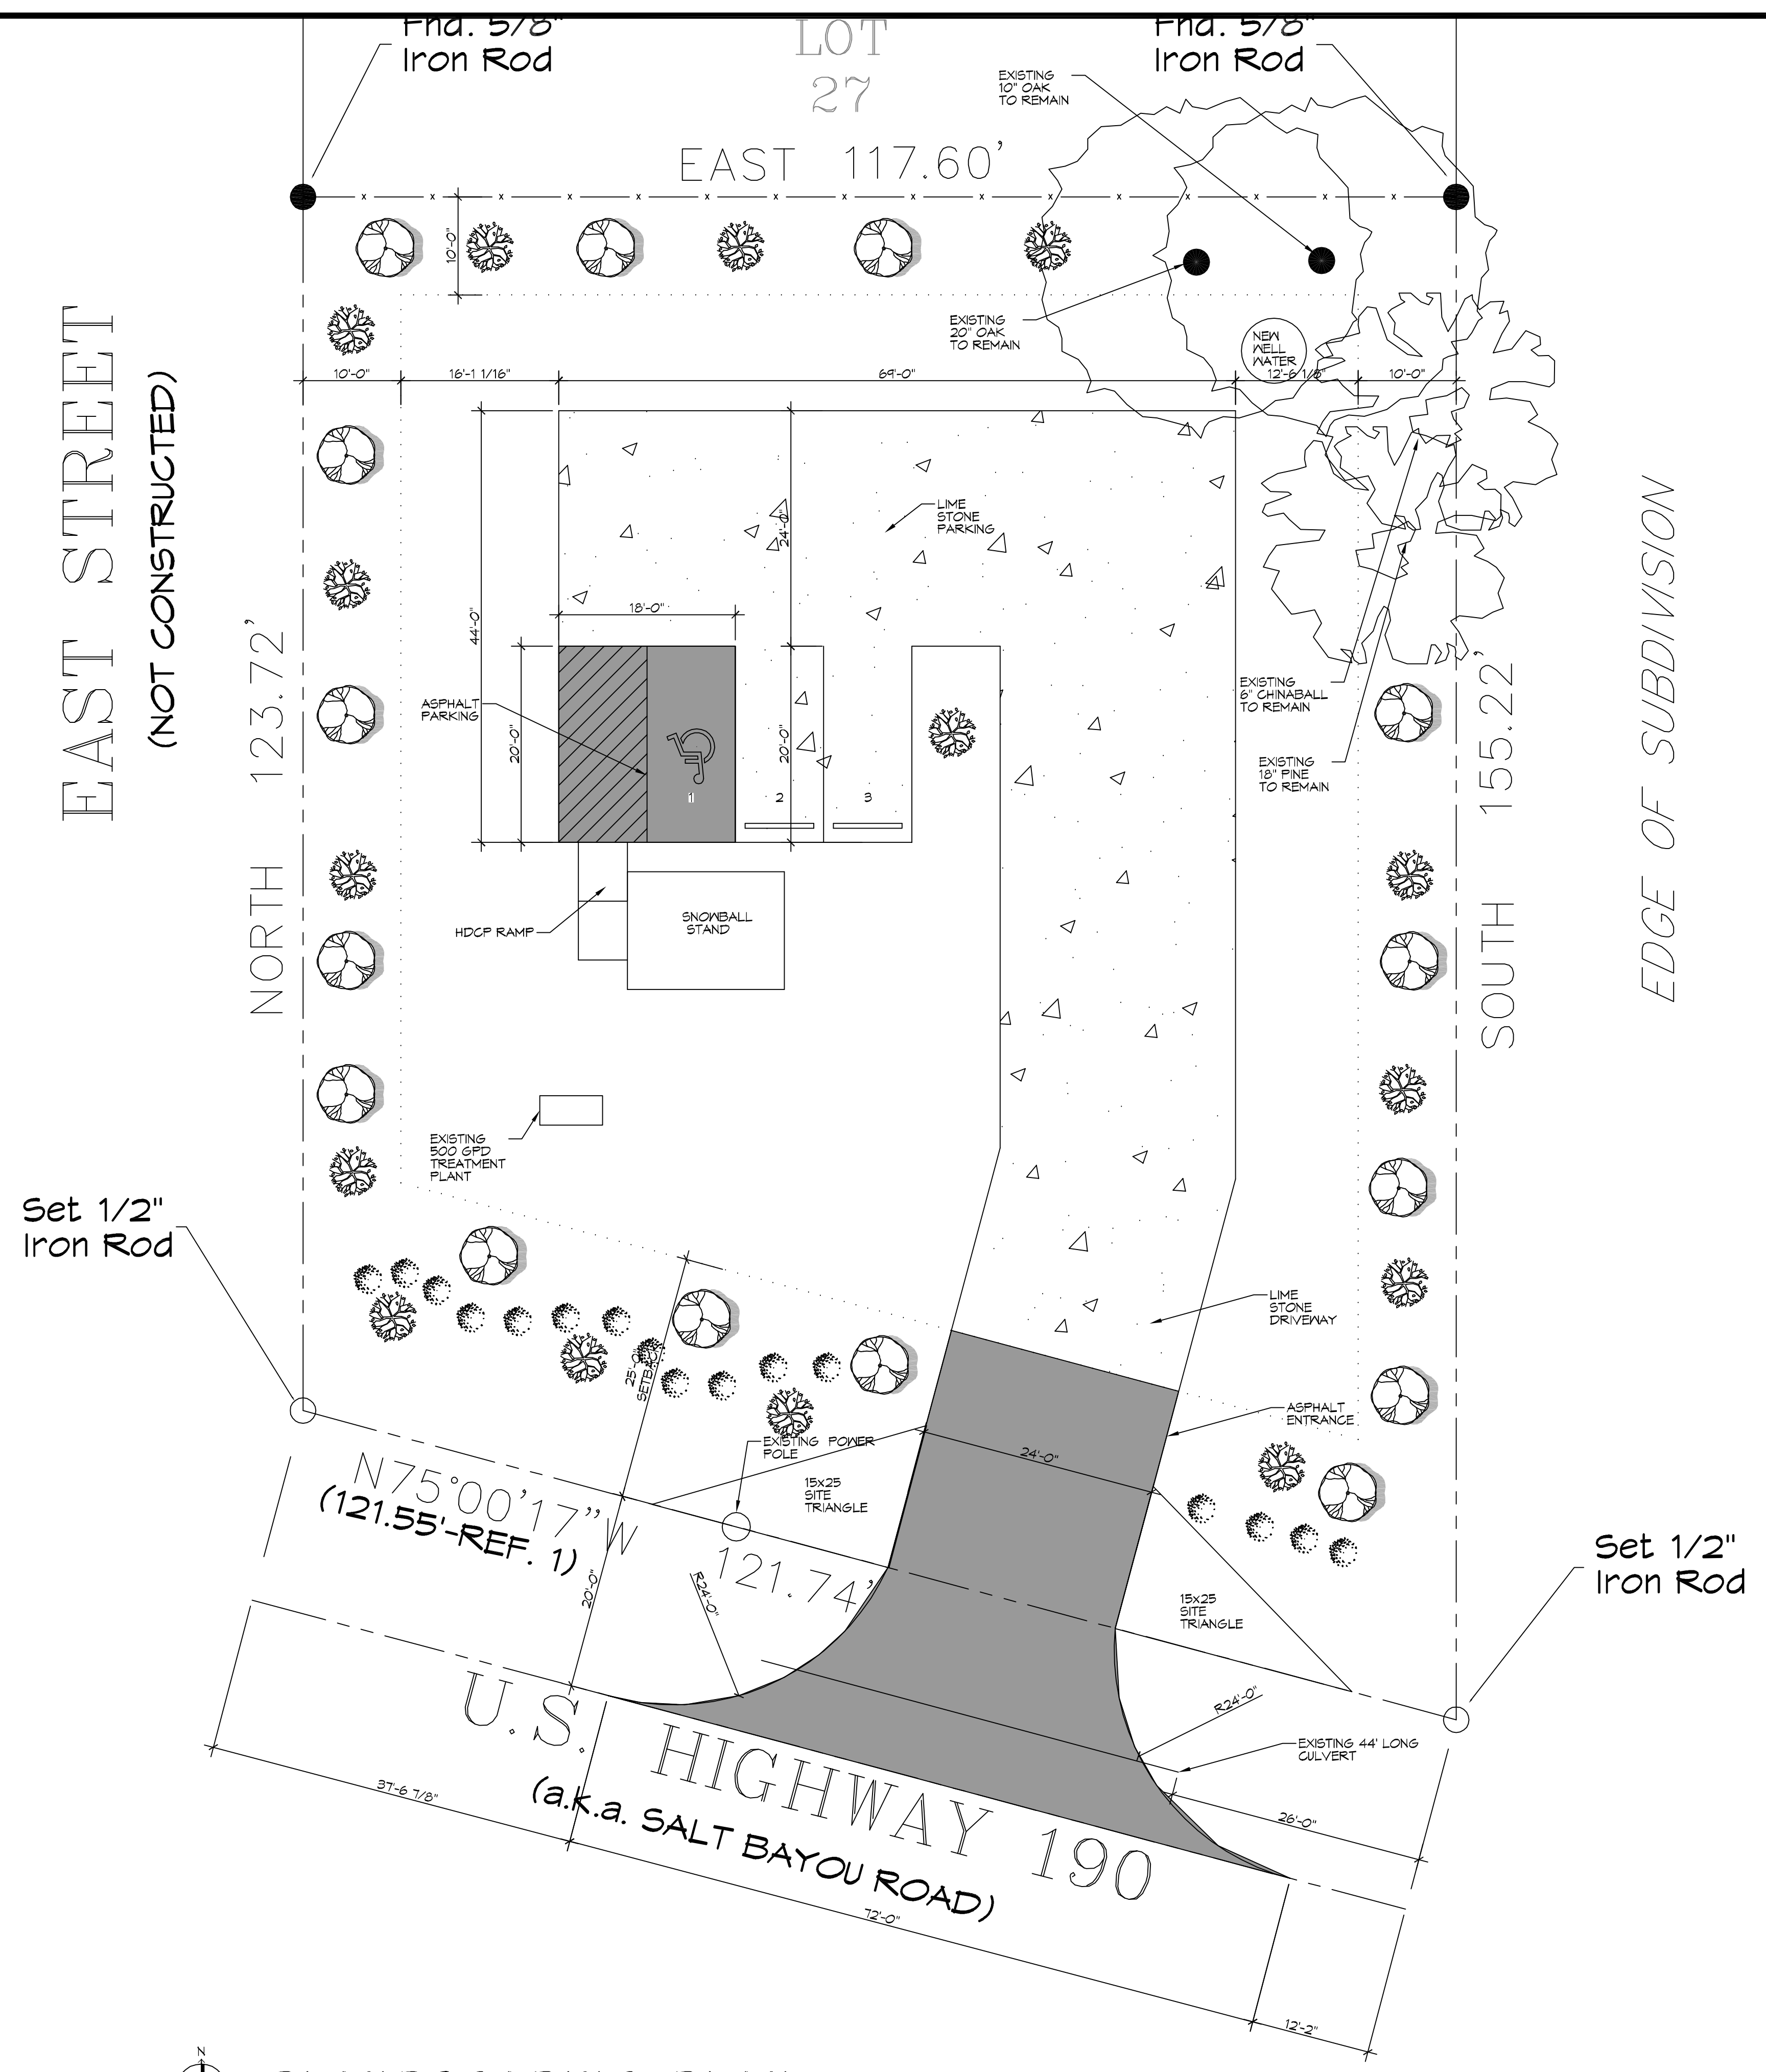 Fnd. 5/8"
Iron Rod
LOT
27
Fnd. 5/8"
Iron Rod
EXISTING
10" OAK
TO REMAIN
EAST 117.60'
10'-0"
EXISTING
20" OAK
TO REMAIN
NEW
WELL
WATER
10'-0"
16'-1 1/16"
69'-0"
12'-6 1/8"
10'-0"
EAST STREET
(NOT CONSTRUCTED)
NORTH 123.72'
LIME
STONE
PARKING
24'-0"
44'-0"
18'-0"
20'-0"
20'-0"
ASPHALT
PARKING
1
2
3
EXISTING
6" CHINABALL
TO REMAIN
EXISTING
18" PINE
TO REMAIN
SOUTH 155.22'
EDGE OF SUBDIVISION
HDCP RAMP
SNOWBALL
STAND
EXISTING
500 GPD
TREATMENT
PLANT
Set 1/2"
Iron Rod
LIME
STONE
DRIVEWAY
25'-0"
SETBACK
ASPHALT
ENTRANCE
EXISTING POWER
POLE
24'-0"
15x25
SITE
TRIANGLE
N75°00'17"W
121.74'
(121.55'-REF. 1)
20'-0"
R24'-0"
15x25
SITE
TRIANGLE
Set 1/2"
Iron Rod
R24'-0"
EXISTING 44' LONG
CULVERT
U.S. HIGHWAY 190
(a.k.a. SALT BAYOU ROAD)
37'-6 7/8"
26'-0"
72'-0"
12'-2"
N